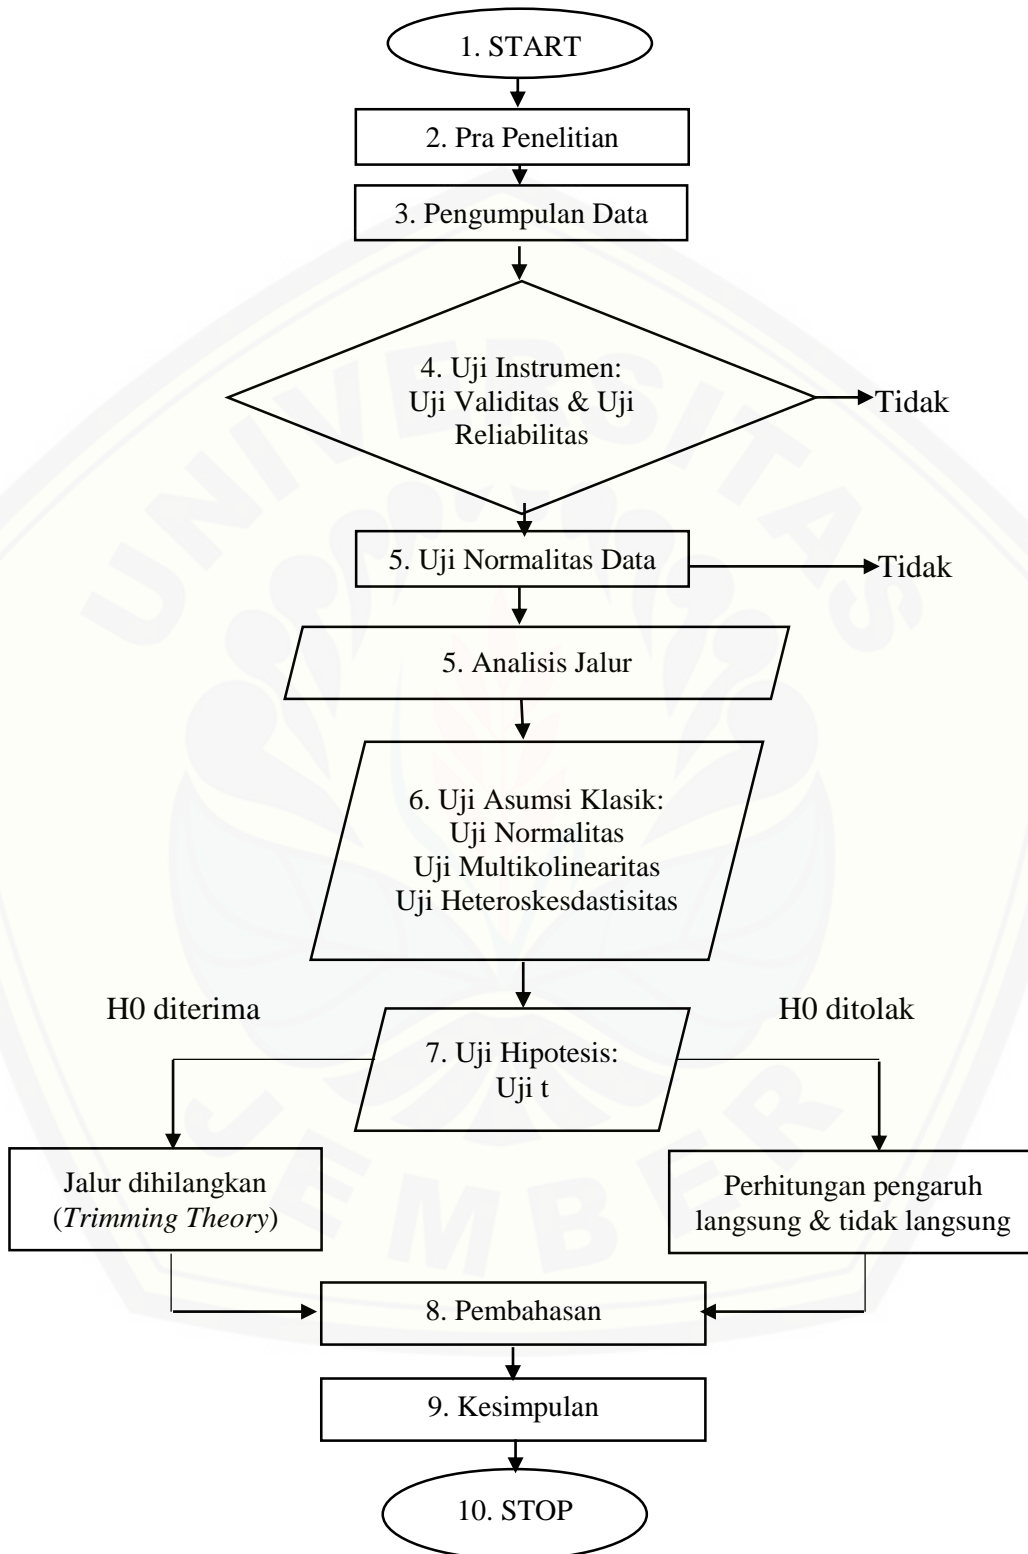 1. START
2. Pra Penelitian
3. Pengumpulan Data
4. Uji Instrumen:
Uji Validitas & Uji
Reliabilitas
Tidak
5. Uji Normalitas Data
Tidak
5. Analisis Jalur
6. Uji Asumsi Klasik:
Uji Normalitas
Uji Multikolinearitas
Uji Heteroskesdastisitas
H0 diterima
H0 ditolak
7. Uji Hipotesis:
Uji t
Jalur dihilangkan
(Trimming Theory)
Perhitungan pengaruh
langsung & tidak langsung
8. Pembahasan
9. Kesimpulan
10. STOP
UNIVERSITAS
JEMBER